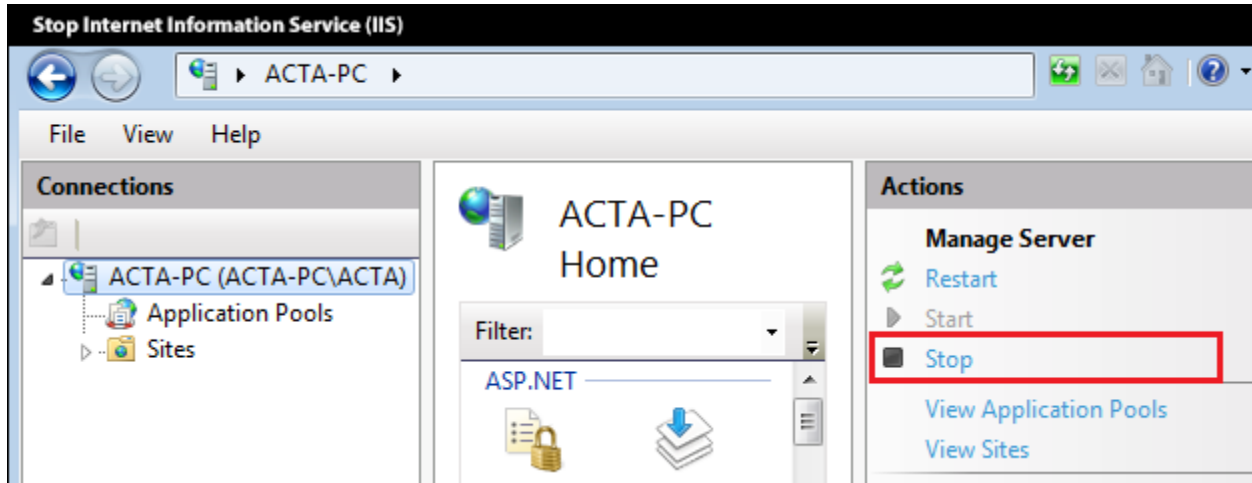 Stop Internet Information Service (IIS)
ACTA-PC
File View Help
Connections
ACTA-PC (ACTA-PC\ACTA)
Application Pools
Sites
ACTA-PC
Home
Filter:
ASP.NET
Actions
Manage Server
Restart
Start
Stop
View Application Pools
View Sites